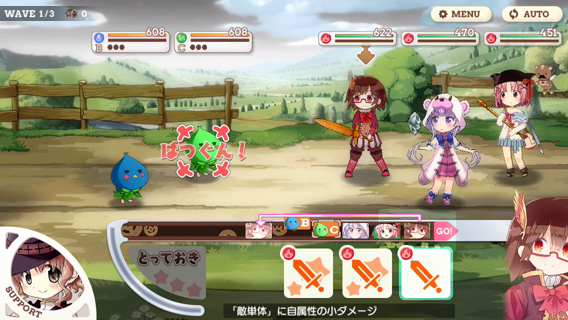 WAVE 1/3 0
MENU
AUTO
608
B
608
C
622
470
451
ばつぐん!
B
C
GO!
とっておき
SUPPORT
「敵単体」に自属性の小ダメージ